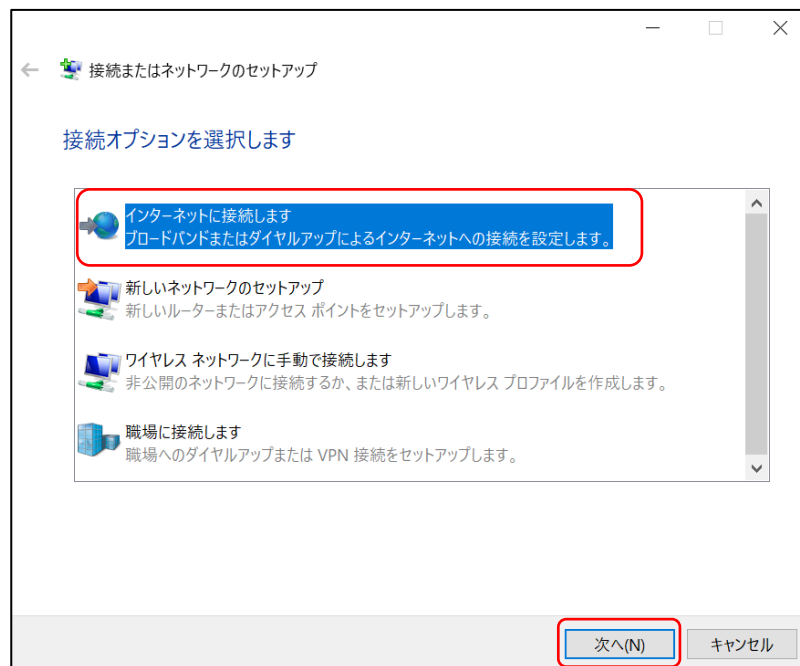 接続またはネットワークのセットアップ
接続オプションを選択します
インターネットに接続します
ブロードバンドまたはダイヤルアップによるインターネットへの接続を設定します。
新しいネットワークのセットアップ
新しいルーターまたはアクセス ポイントをセットアップします。
ワイヤレス ネットワークに手動で接続します
非公開のネットワークに接続するか、または新しいワイヤレス プロファイルを作成します。
職場に接続します
職場へのダイヤルアップまたは VPN 接続をセットアップします。
次へ(N)
キャンセル